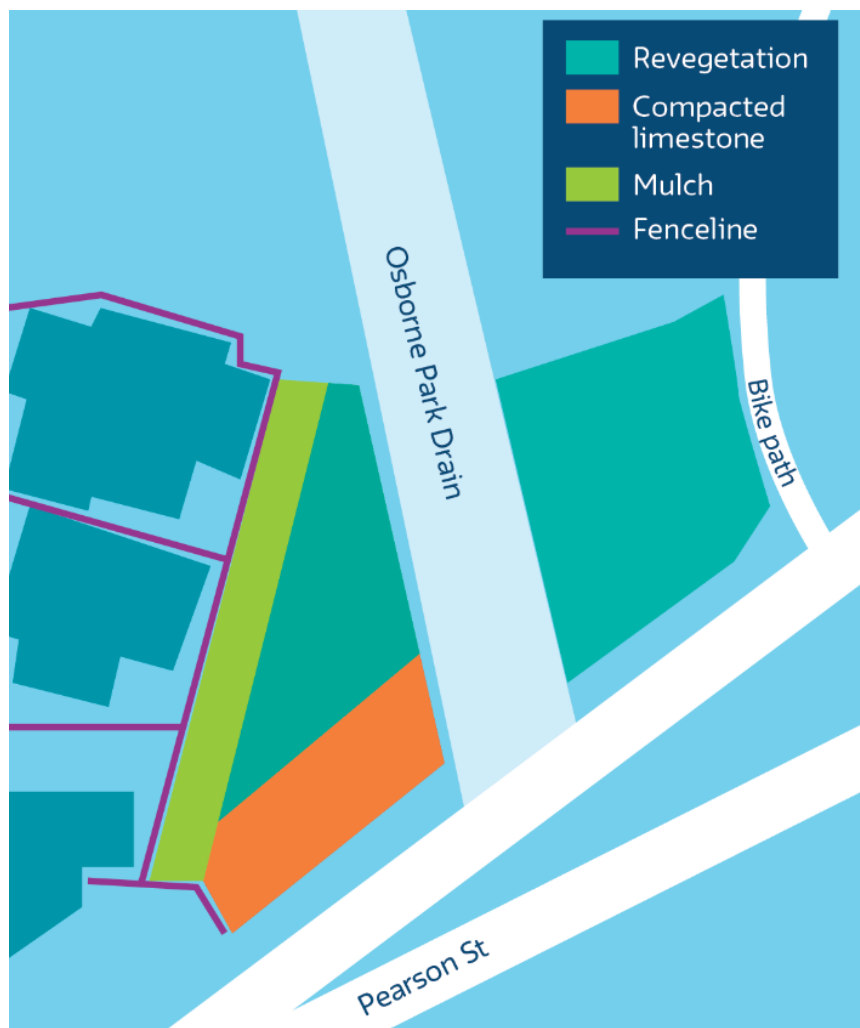 Revegetation
Compacted
limestone
Mulch
Fenceline
Osborne Park Drain
Bike path
Pearson St